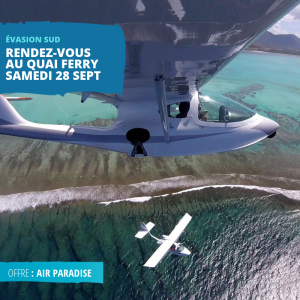 ÉVASION SUD
RENDEZ-VOUS
AU QUAI FERRY
SAMEDI 28 SEPT
OFFRE : AIR PARADISE